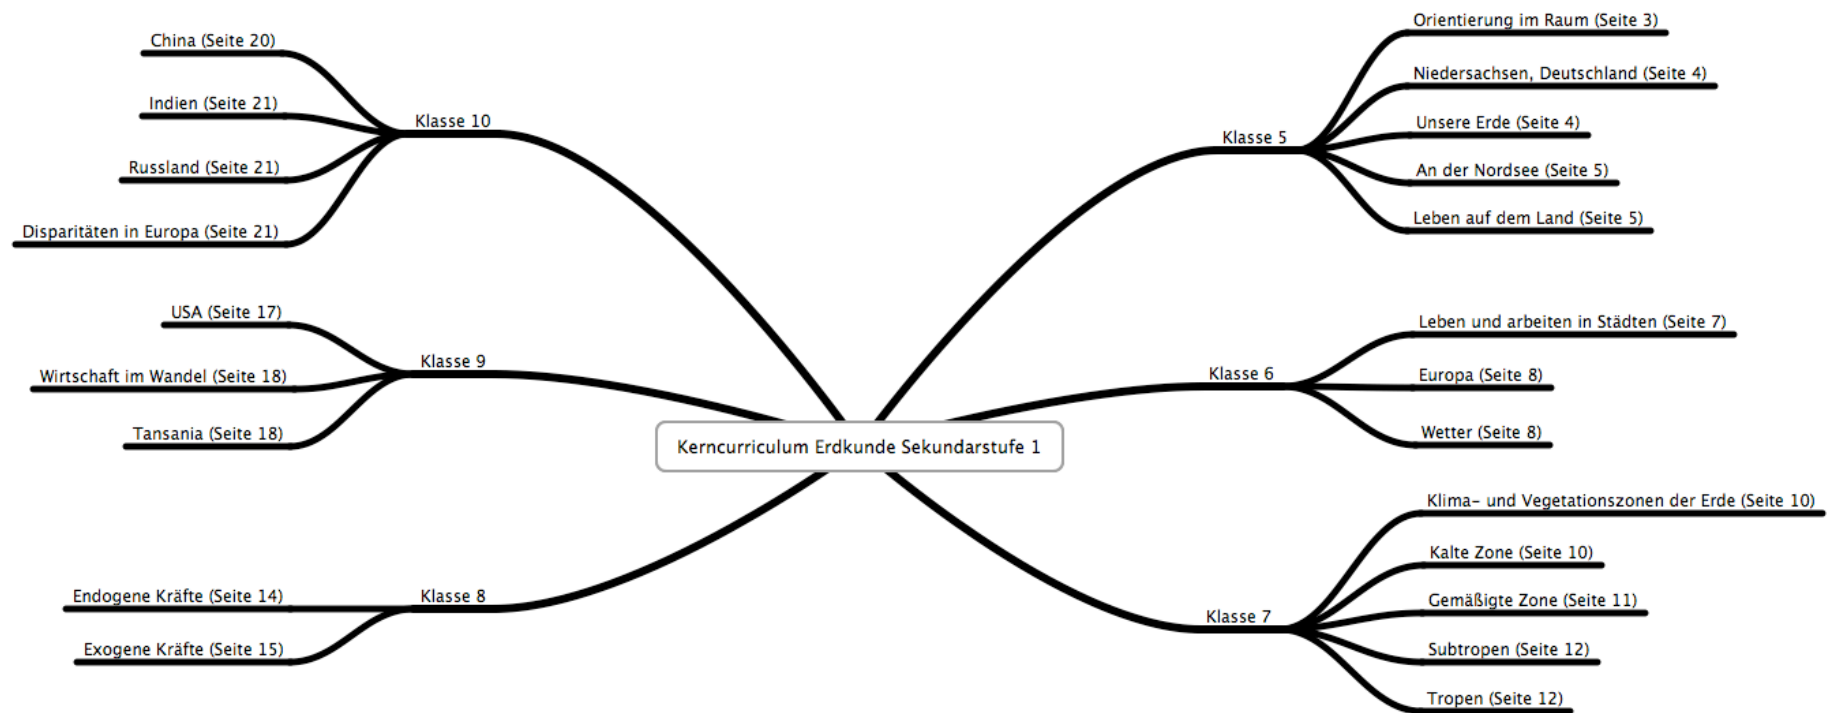 Kerncurriculum Erdkunde Sekundarstufe 1
Klasse 5
Orientierung im Raum (Seite 3)
Niedersachsen, Deutschland (Seite 4)
Unsere Erde (Seite 4)
An der Nordsee (Seite 5)
Leben auf dem Land (Seite 5)
Klasse 6
Leben und arbeiten in Städten (Seite 7)
Europa (Seite 8)
Wetter (Seite 8)
Klasse 7
Klima- und Vegetationszonen der Erde (Seite 10)
Kalte Zone (Seite 10)
Gemäßigte Zone (Seite 11)
Subtropen (Seite 12)
Tropen (Seite 12)
Klasse 8
Endogene Kräfte (Seite 14)
Exogene Kräfte (Seite 15)
Klasse 9
USA (Seite 17)
Wirtschaft im Wandel (Seite 18)
Tansania (Seite 18)
Klasse 10
China (Seite 20)
Indien (Seite 21)
Russland (Seite 21)
Disparitäten in Europa (Seite 21)